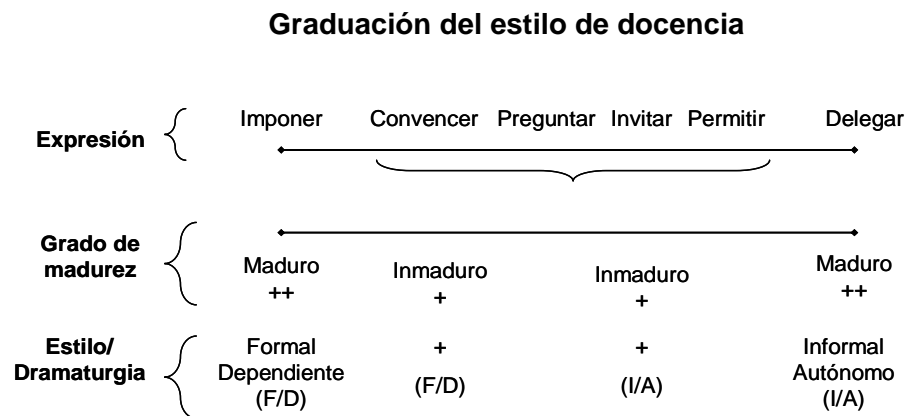 Graduación del estilo de docencia
Expresión
Imponer Convencer Preguntar Invitar Permitir Delegar
Grado de
madurez
Maduro Inmaduro Inmaduro Maduro
++ + + ++
Estilo/
Dramaturgia
Formal + + Informal
Dependiente (F/D) (I/A) Autónomo
(F/D) (I/A)